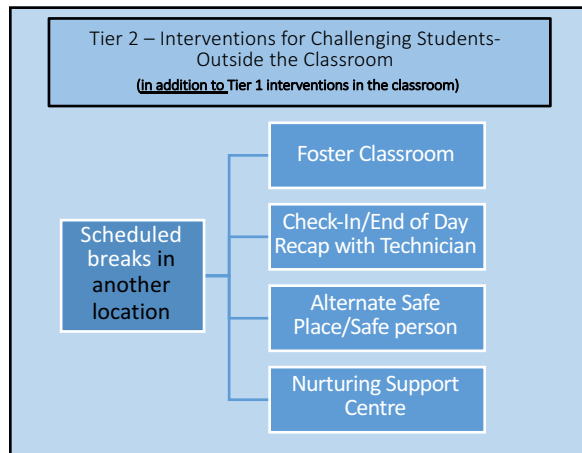 Tier 2 – Interventions for Challenging Students-
Outside the Classroom
(in addition to Tier 1 interventions in the classroom)
Scheduled
breaks in
another
location
Foster Classroom
Check-In/End of Day
Recap with Technician
Alternate Safe
Place/Safe person
Nurturing Support
Centre